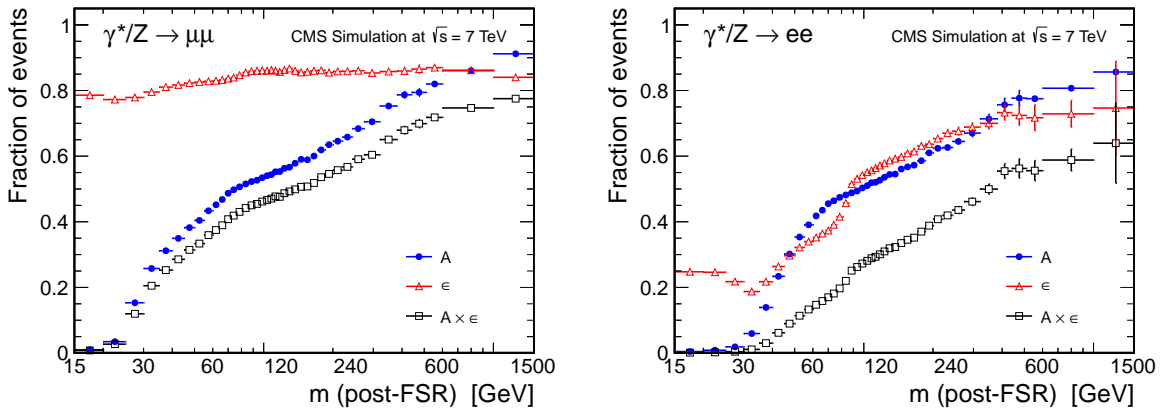 γ*/Z → μμ
CMS Simulation at √s = 7 TeV
Fraction of events
1
0.8
0.6
0.4
0.2
0
A
ϵ
A × ϵ
15
30
60
120
240
1500
m (post-FSR) [GeV]
γ*/Z → ee
CMS Simulation at √s = 7 TeV
Fraction of events
1
0.8
0.6
0.4
0.2
0
A
ϵ
A × ϵ
15
30
60
120
240
1500
m (post-FSR) [GeV]